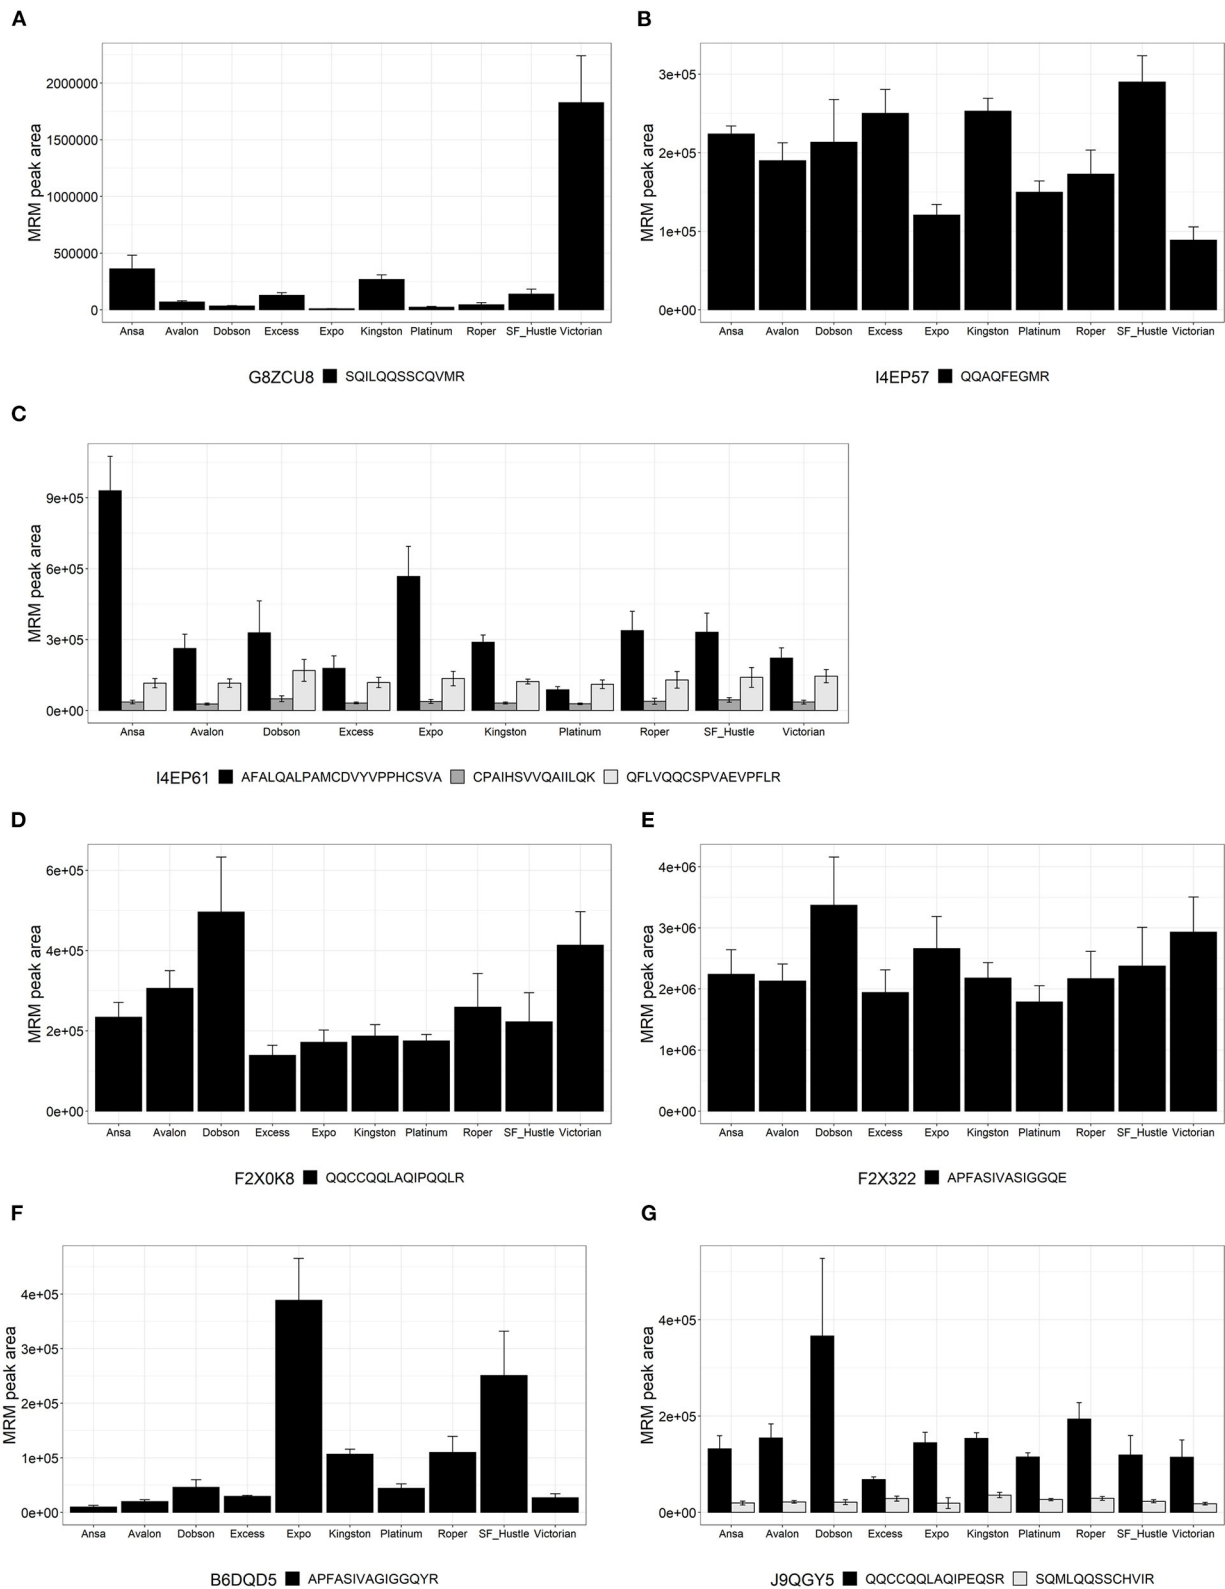 A
MRM peak area
2000000
1500000
1000000
500000
0
Ansa Avalon Dobson Excess Expo Kingston Platinum Roper SF_Hustle Victorian
G8ZCU8 SQILQQSSCQVMR
B
MRM peak area
3e+05
2e+05
1e+05
0e+00
Ansa Avalon Dobson Excess Expo Kingston Platinum Roper SF_Hustle Victorian
I4EP57 QQAQFEGMR
C
MRM peak area
9e+05
6e+05
3e+05
0e+00
Ansa Avalon Dobson Excess Expo Kingston Platinum Roper SF_Hustle Victorian
I4EP61 AFALQALPAMCDVYVPPHCSVA CPAIHSVVQAIILQK QFLVQQCSPVAEVPFLR
D
MRM peak area
6e+05
4e+05
2e+05
0e+00
Ansa Avalon Dobson Excess Expo Kingston Platinum Roper SF_Hustle Victorian
F2X0K8 QQCCQQLAQIPQQLR
E
MRM peak area
4e+06
3e+06
2e+06
1e+06
0e+00
Ansa Avalon Dobson Excess Expo Kingston Platinum Roper SF_Hustle Victorian
F2X322 APFASIVASIGGQE
F
MRM peak area
4e+05
3e+05
2e+05
1e+05
0e+00
Ansa Avalon Dobson Excess Expo Kingston Platinum Roper SF_Hustle Victorian
B6DQD5 APFASIVAGIGGQYR
G
MRM peak area
4e+05
2e+05
0e+00
Ansa Avalon Dobson Excess Expo Kingston Platinum Roper SF_Hustle Victorian
J9QGY5 QQCCQQLAQIPEQSR SQMLQQSSCHVIR